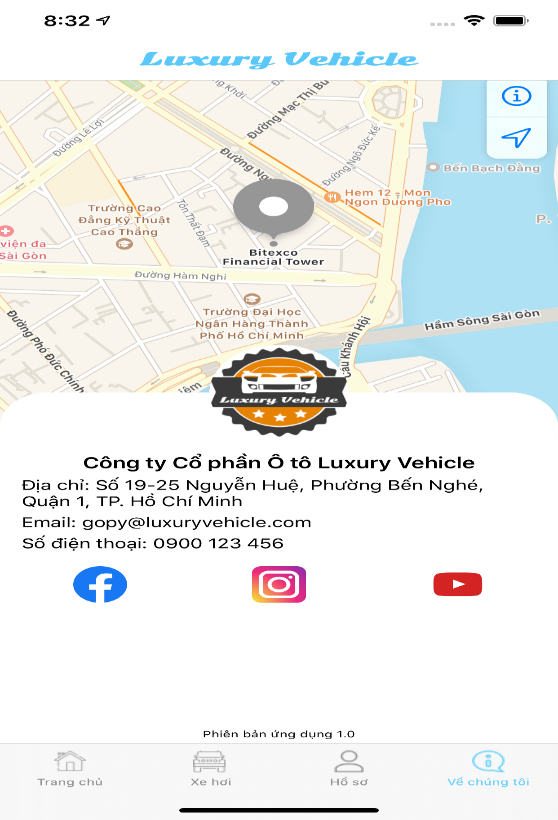 8:32
Luxury Vehicle
Khởi
Đường Mạc Thị Bư
Đường Lê Lợi
Đường Ngu
Đường Ngô Đức Kế
Bến Bạch Đằng
Hem 12 - Mon
Ngon Duong Pho
Trường Cao
Đẳng Kỹ Thuật
Cao Thắng
Tôn Thất Đạm
P.
viện đa
Sài Gòn
Bitexco
Financial Tower
Đường Hàm Nghi
Trường Đại Học
Ngân Hàng Thành
Phố Hồ Chí Minh
Hầm Sông Sài Gòn
Đường Phó Đức Chính
Cầu Khánh Hội
iêm
Luxury Vehicle
Công ty Cổ phần Ô tô Luxury Vehicle
Địa chỉ: Số 19-25 Nguyễn Huệ, Phường Bến Nghé,
Quận 1, TP. Hồ Chí Minh
Email: gopy@luxuryvehicle.com
Số điện thoại: 0900 123 456
Phiên bản ứng dụng 1.0
Trang chủ
Xe hơi
Hồ sơ
Về chúng tôi